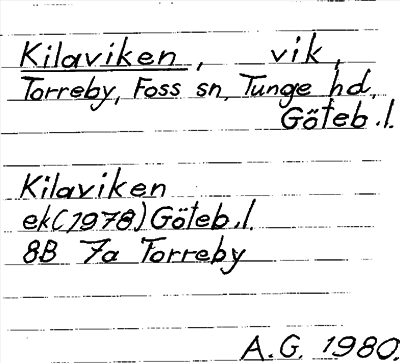 Kilaviken, vik,
Torreby, Foss sn, Tunge hd,
Göteb.l.
Kilaviken
ek(1978) Göteb.l.
8B 7a Torreby
A.G. 1980.